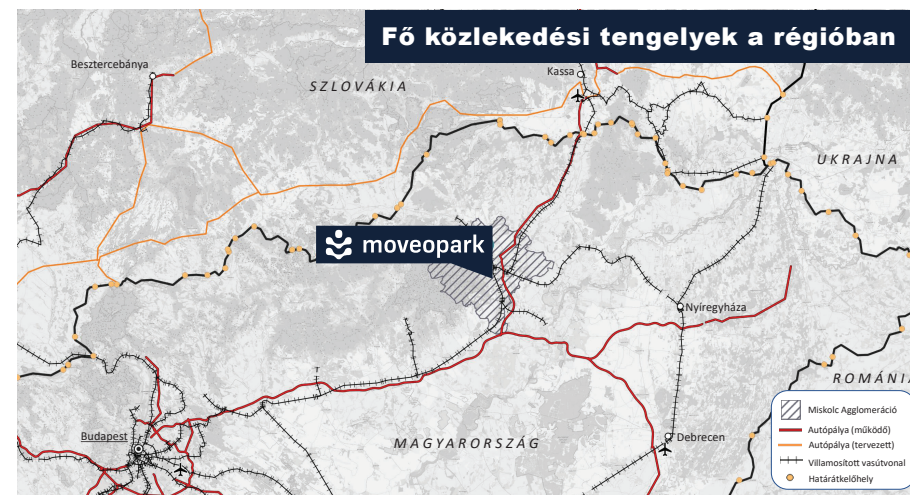 Fő közlekedési tengelyek a régióban
Besztercebánya
Kassa
SZLOVÁKIA
UKRAJNA
moveopark
Nyíregyháza
ROMÁNIA
Miskolc Agglomeráció
Autópálya (működő)
Autópálya (tervezett)
Villamosított vasútvonal
Határátkelőhely
Budapest
MAGYARORSZÁG
Debrecen